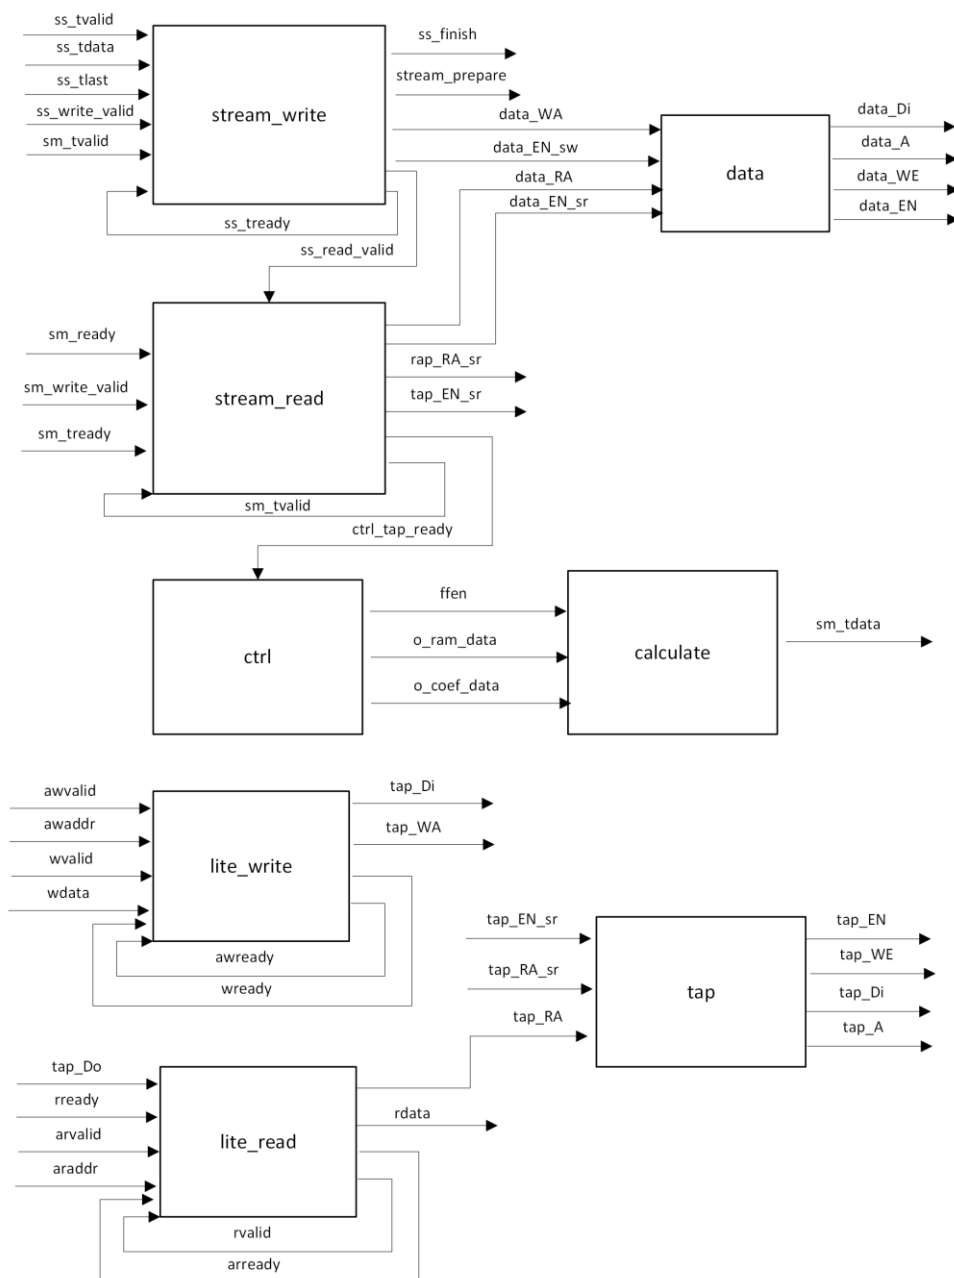 ss_tvalid
ss_tdata
ss_tlast
ss_write_valid
sm_tvalid
stream_write
ss_finish
stream_prepare
data_WA
data_EN_sw
data_RA
data_EN_sr
data
data_Di
data_A
data_WE
data_EN
ss_tready
ss_read_valid
sm_ready
sm_write_valid
sm_tready
stream_read
rap_RA_sr
tap_EN_sr
sm_tvalid
ctrl_tap_ready
ctrl
ffen
o_ram_data
o_coef_data
calculate
sm_tdata
awvalid
awaddr
wvalid
wdata
lite_write
tap_Di
tap_WA
awready
wready
tap_EN_sr
tap_RA_sr
tap_RA
tap
tap_EN
tap_WE
tap_Di
tap_A
tap_Do
rready
arvalid
araddr
lite_read
rdata
rvalid
arready